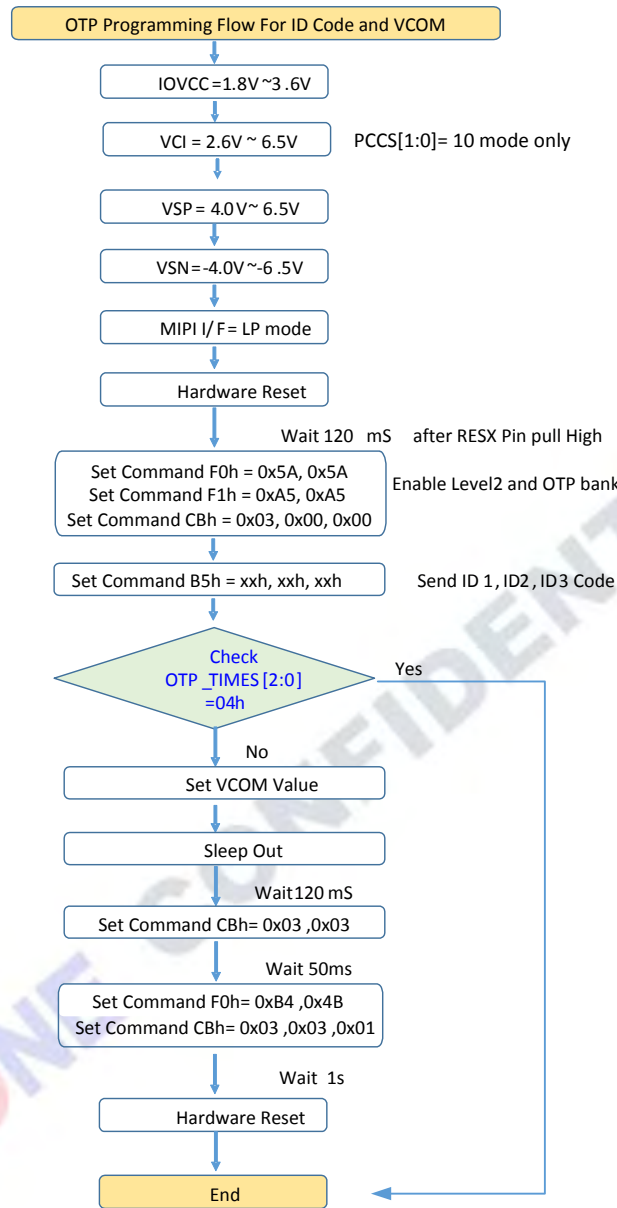 OTP Programming Flow For ID Code and VCOM
IOVCC=1.8V ~3 .6V
VCI = 2.6V ~ 6.5V
PCCS[1:0]= 10 mode only
VSP = 4.0 V~ 6.5V
VSN=-4.0V ~-6 .5V
MIPI I/ F= LP mode
Hardware Reset
Wait 120 mS after RESX Pin pull High
Set Command F0h = 0x5A, 0x5A
Set Command F1h = 0xA5, 0xA5
Set Command CBh = 0x03, 0x00, 0x00
Enable Level2 and OTP bank
Set Command B5h = xxh, xxh, xxh
Send ID 1 , ID2 , ID3 Code
Check
OTP _TIMES [2:0]
=04h
Yes
No
Set VCOM Value
Sleep Out
Wait120 mS
Set Command CBh= 0x03 ,0x03
Wait 50ms
Set Command F0h= 0xB4 ,0x4B
Set Command CBh= 0x03 ,0x03 ,0x01
Wait 1s
Hardware Reset
End
ONE CONFIDENT